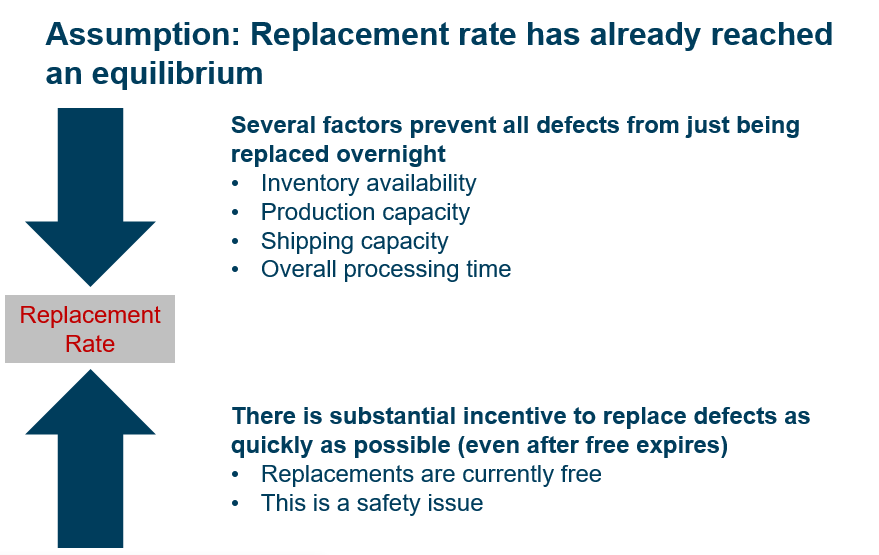 Assumption: Replacement rate has already reached
an equilibrium
Several factors prevent all defects from just being
replaced overnight
• Inventory availability
• Production capacity
• Shipping capacity
• Overall processing time
Replacement
Rate
There is substantial incentive to replace defects as
quickly as possible (even after free expires)
• Replacements are currently free
• This is a safety issue